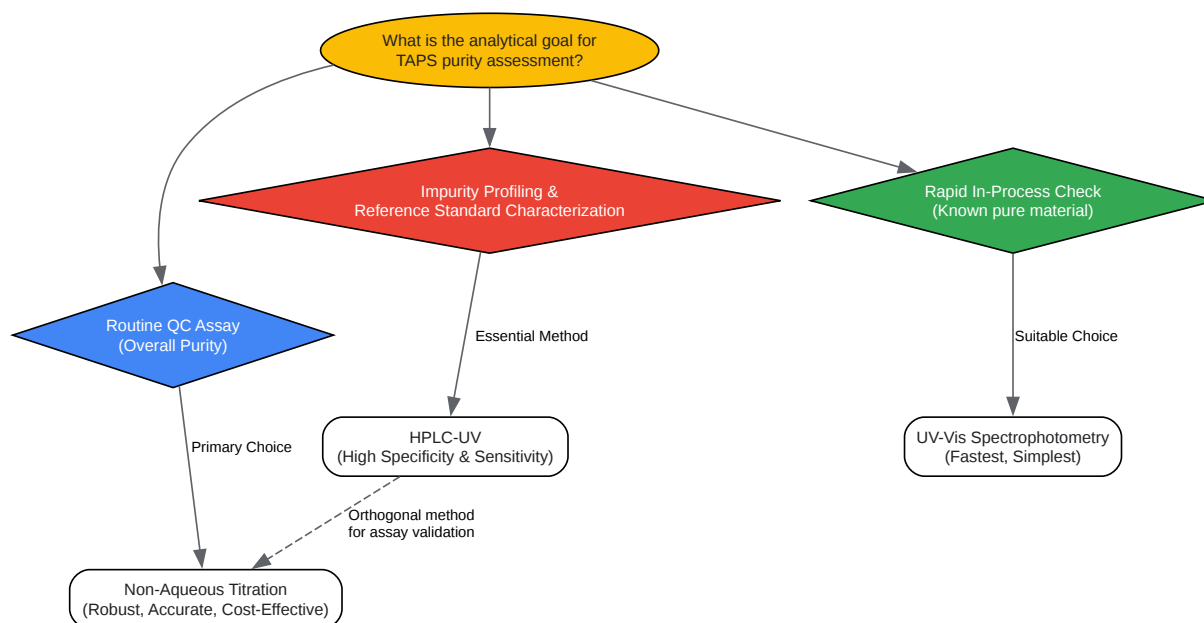 What is the analytical goal for
TAPS purity assessment?
Impurity Profiling &
Reference Standard Characterization
Rapid In-Process Check
(Known pure material)
Routine QC Assay
(Overall Purity)
Essential Method
Suitable Choice
Primary Choice
HPLC-UV
(High Specificity & Sensitivity)
UV-Vis Spectrophotometry
(Fastest, Simplest)
Orthogonal method
for assay validation
Non-Aqueous Titration
(Robust, Accurate, Cost-Effective)